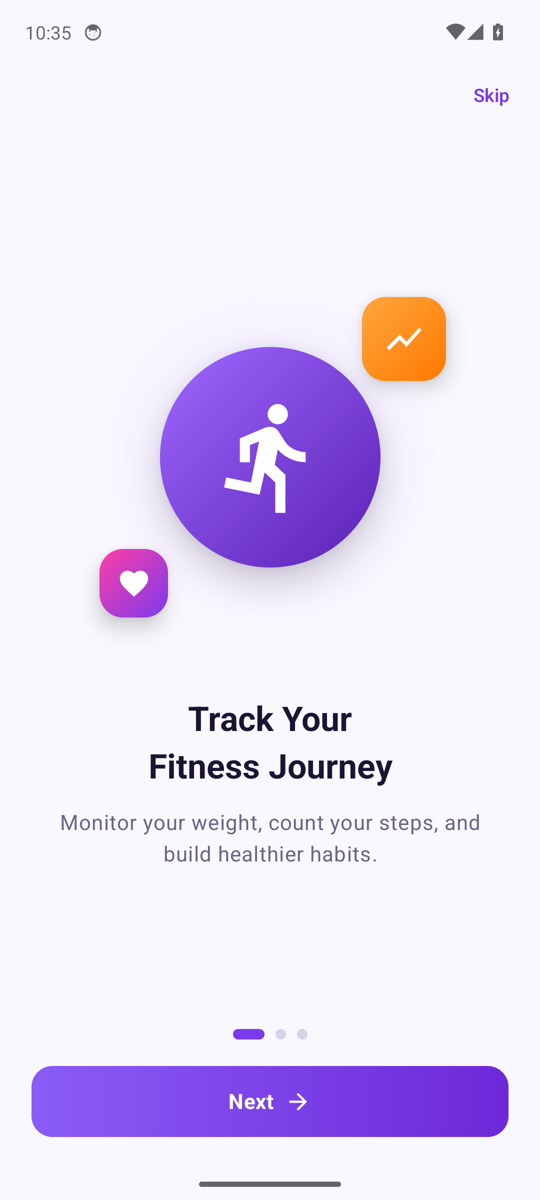 10:35
Skip
Track Your
Fitness Journey
Monitor your weight, count your steps, and
build healthier habits.
Next